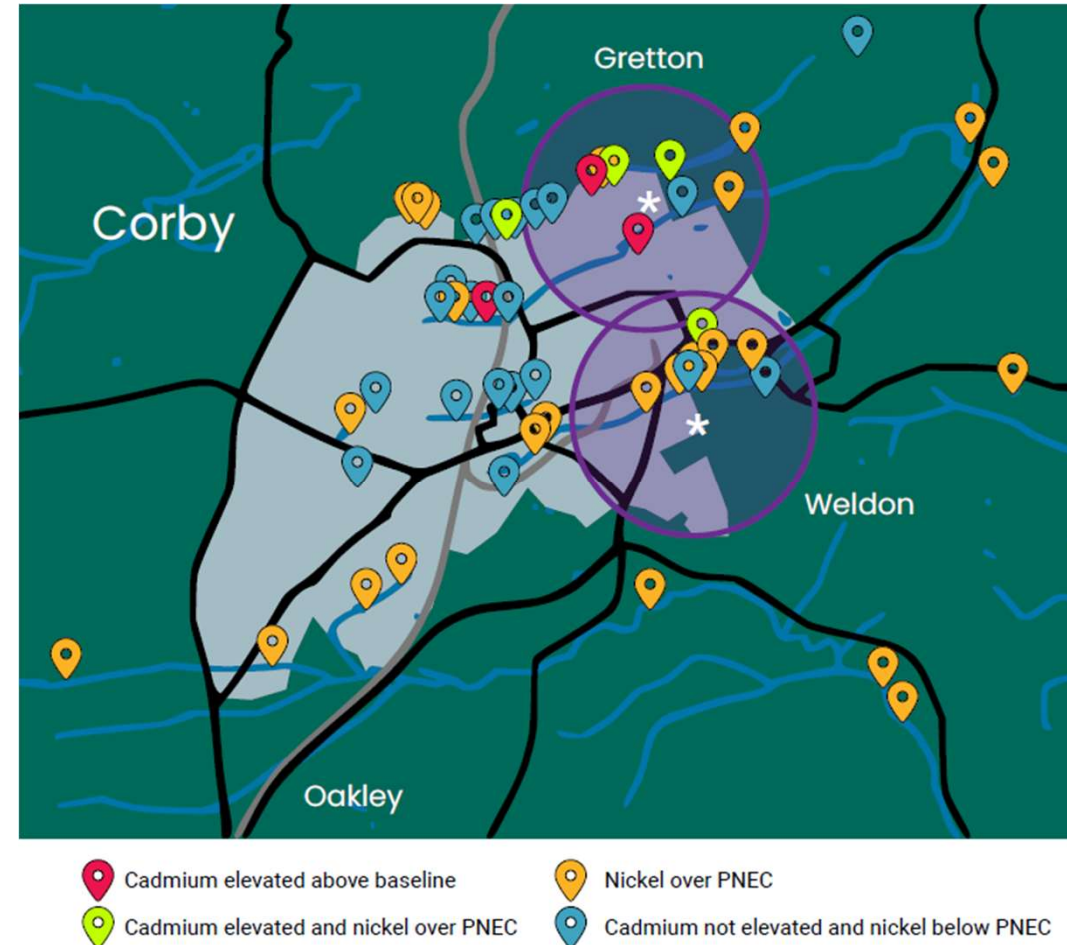 Gretton
Corby
*
*
Weldon
Oakley
Cadmium elevated above baseline
Nickel over PNEC
Cadmium elevated and nickel over PNEC
Cadmium not elevated and nickel below PNEC